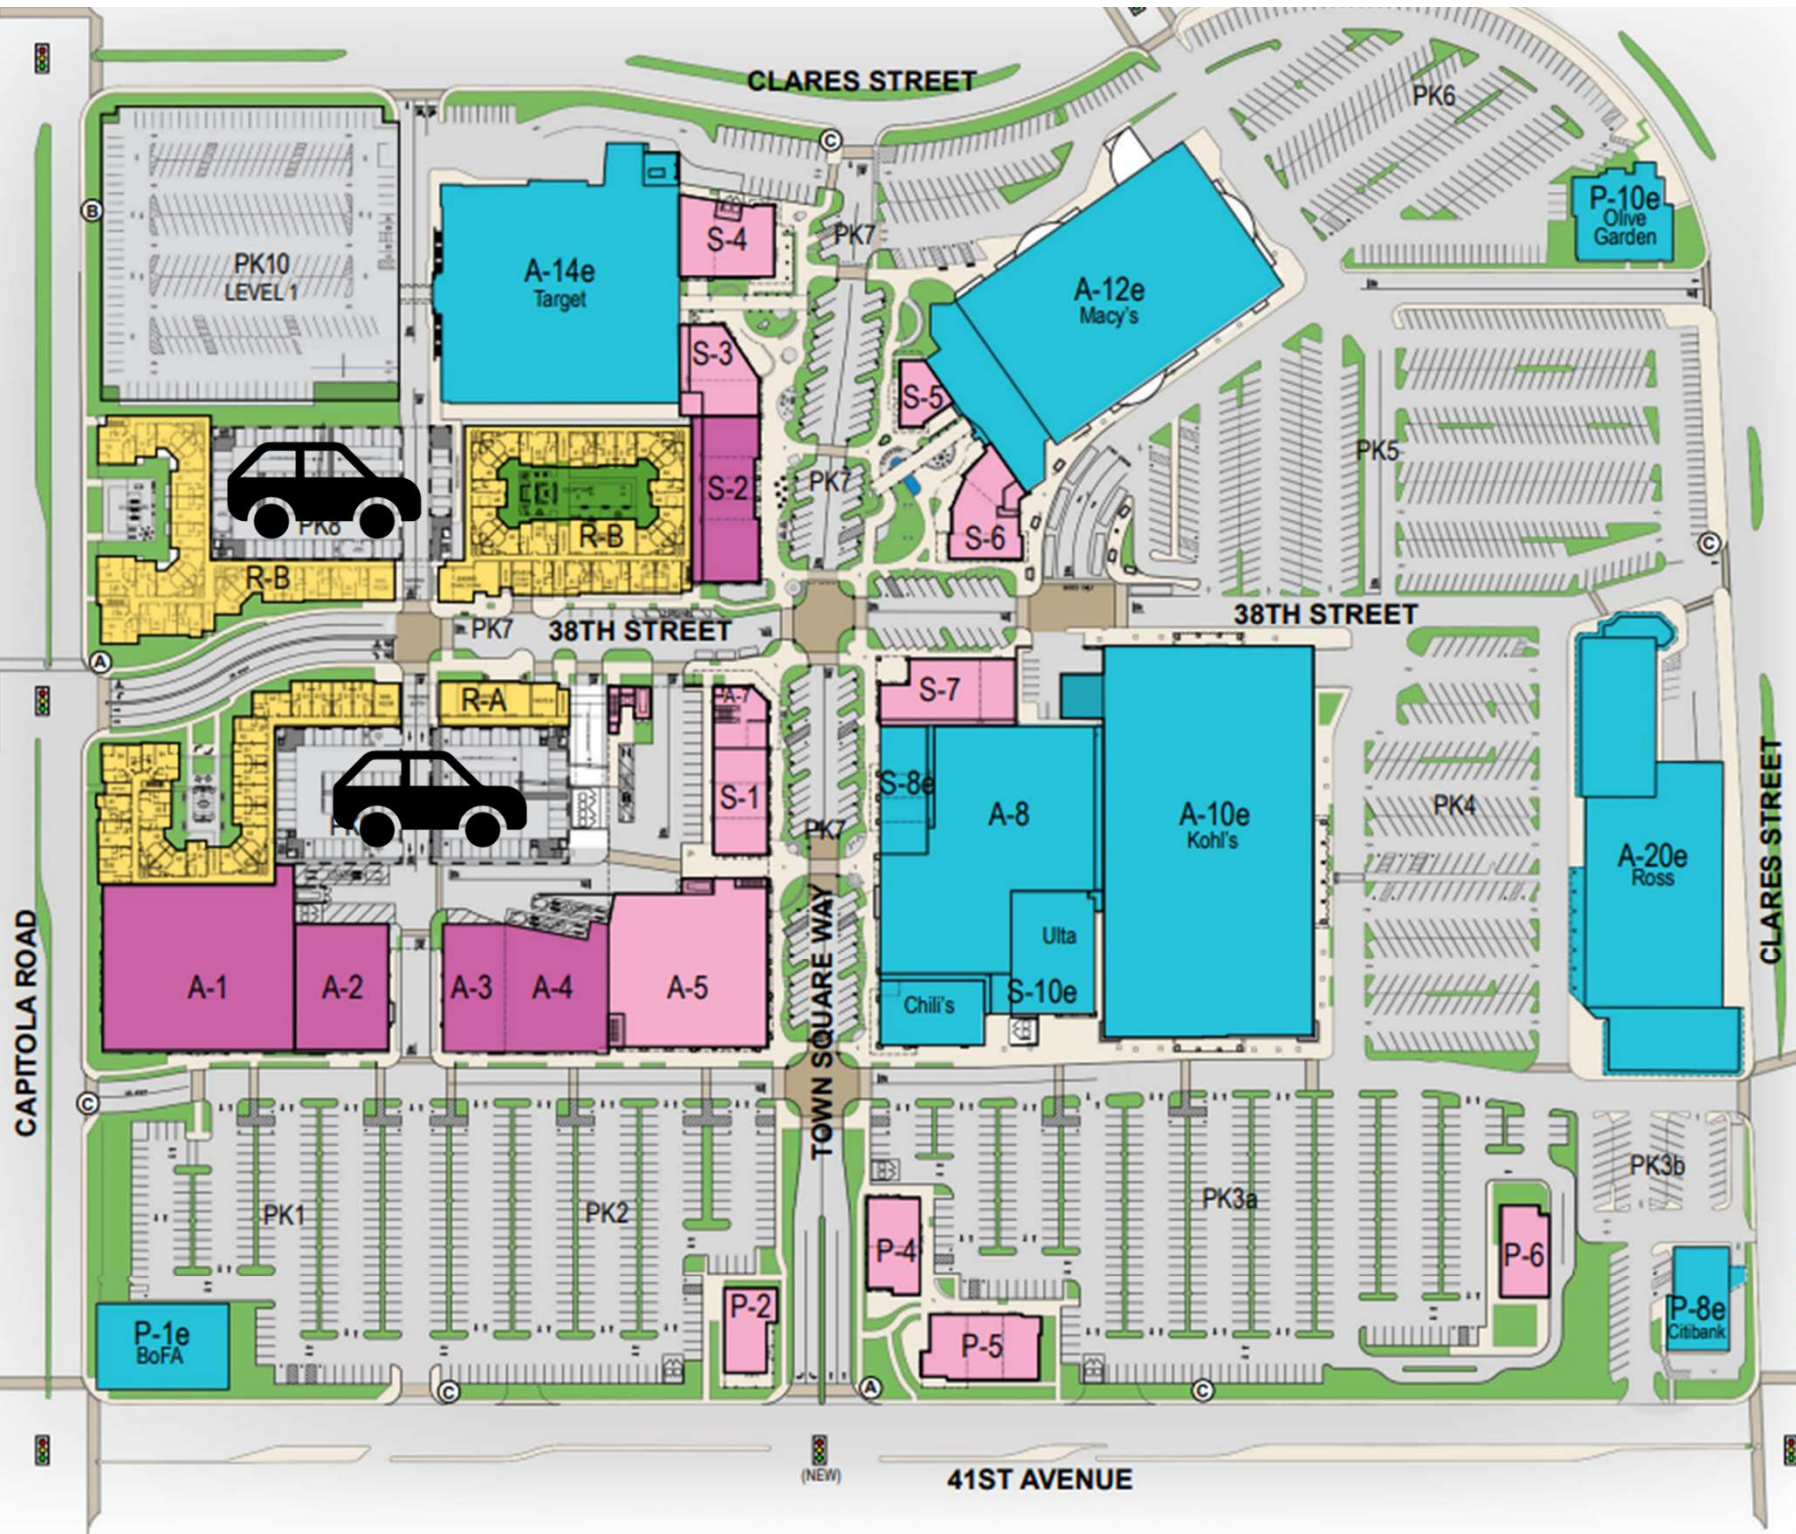 CLARES STREET
PK6
C
B
P-10e
Olive
Garden
S-4
PK7
PK10
LEVEL 1
A-14e
Target
A-12e
Macy's
S-3
S-5
PK5
S-2
PK7
PK8
R-B
S-6
C
R-B
38TH STREET
PK7
38TH STREET
A
R-A
S-7
A-7
S-1
S-8e
A-8
A-10e
Kohl's
PK4
PK7
A-20e
Ross
CLARES STREET
CAPITOLA ROAD
A-1
A-2
A-3
A-4
A-5
TOWN SQUARE WAY
Ulta
S-10e
Chili's
C
PK1
PK2
PK3a
PK3b
P-4
P-6
P-2
P-5
P-1e
BoFA
P-8e
Citibank
C
A
C
(NEW)
41ST AVENUE